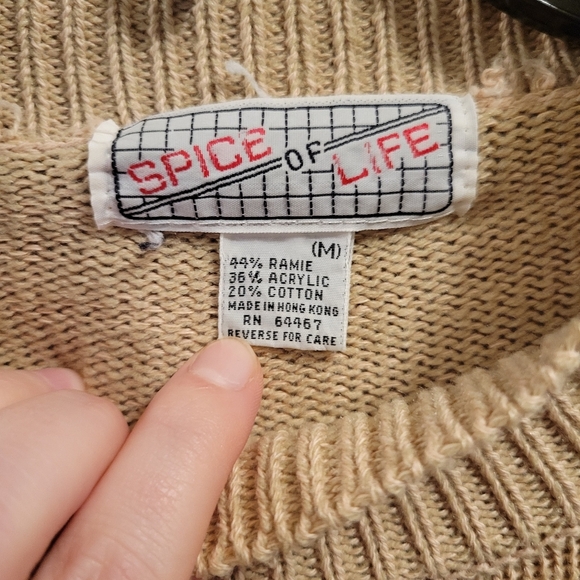 SPICE OF LIFE
(M)
44% RAMIE
36% ACRYLIC
20% COTTON
MADE IN HONG KONG
RN 64467
REVERSE FOR CARE